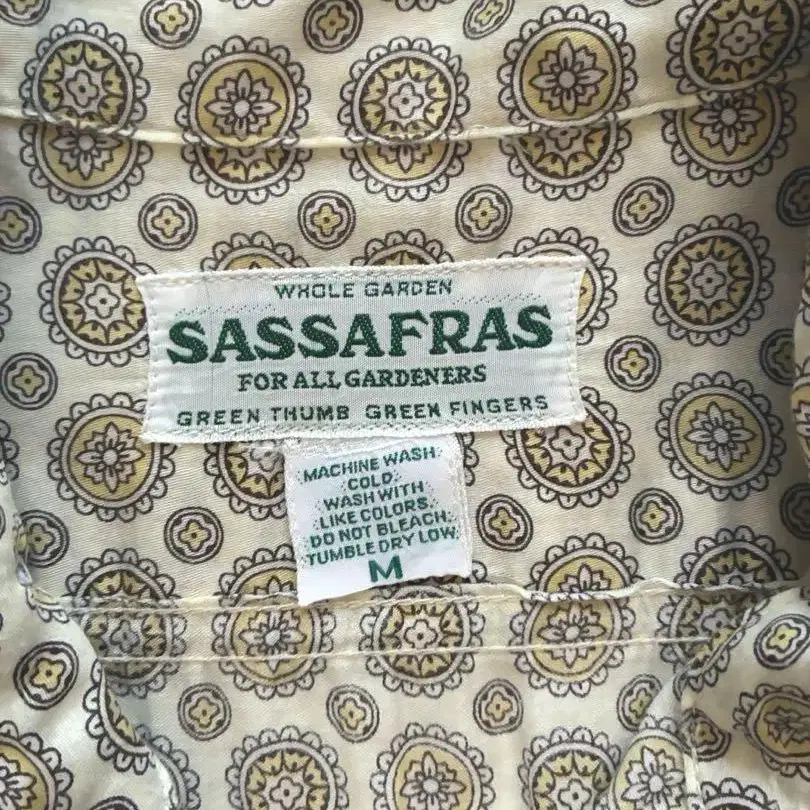 WHOLE GARDEN
SASSAFRAS
FOR ALL GARDENERS
GREEN THUMB GREEN FINGERS
MACHINE WASH
COLD.
WASH WITH
LIKE COLORS.
DO NOT BLEACH.
TUMBLE DRY LOW.
M